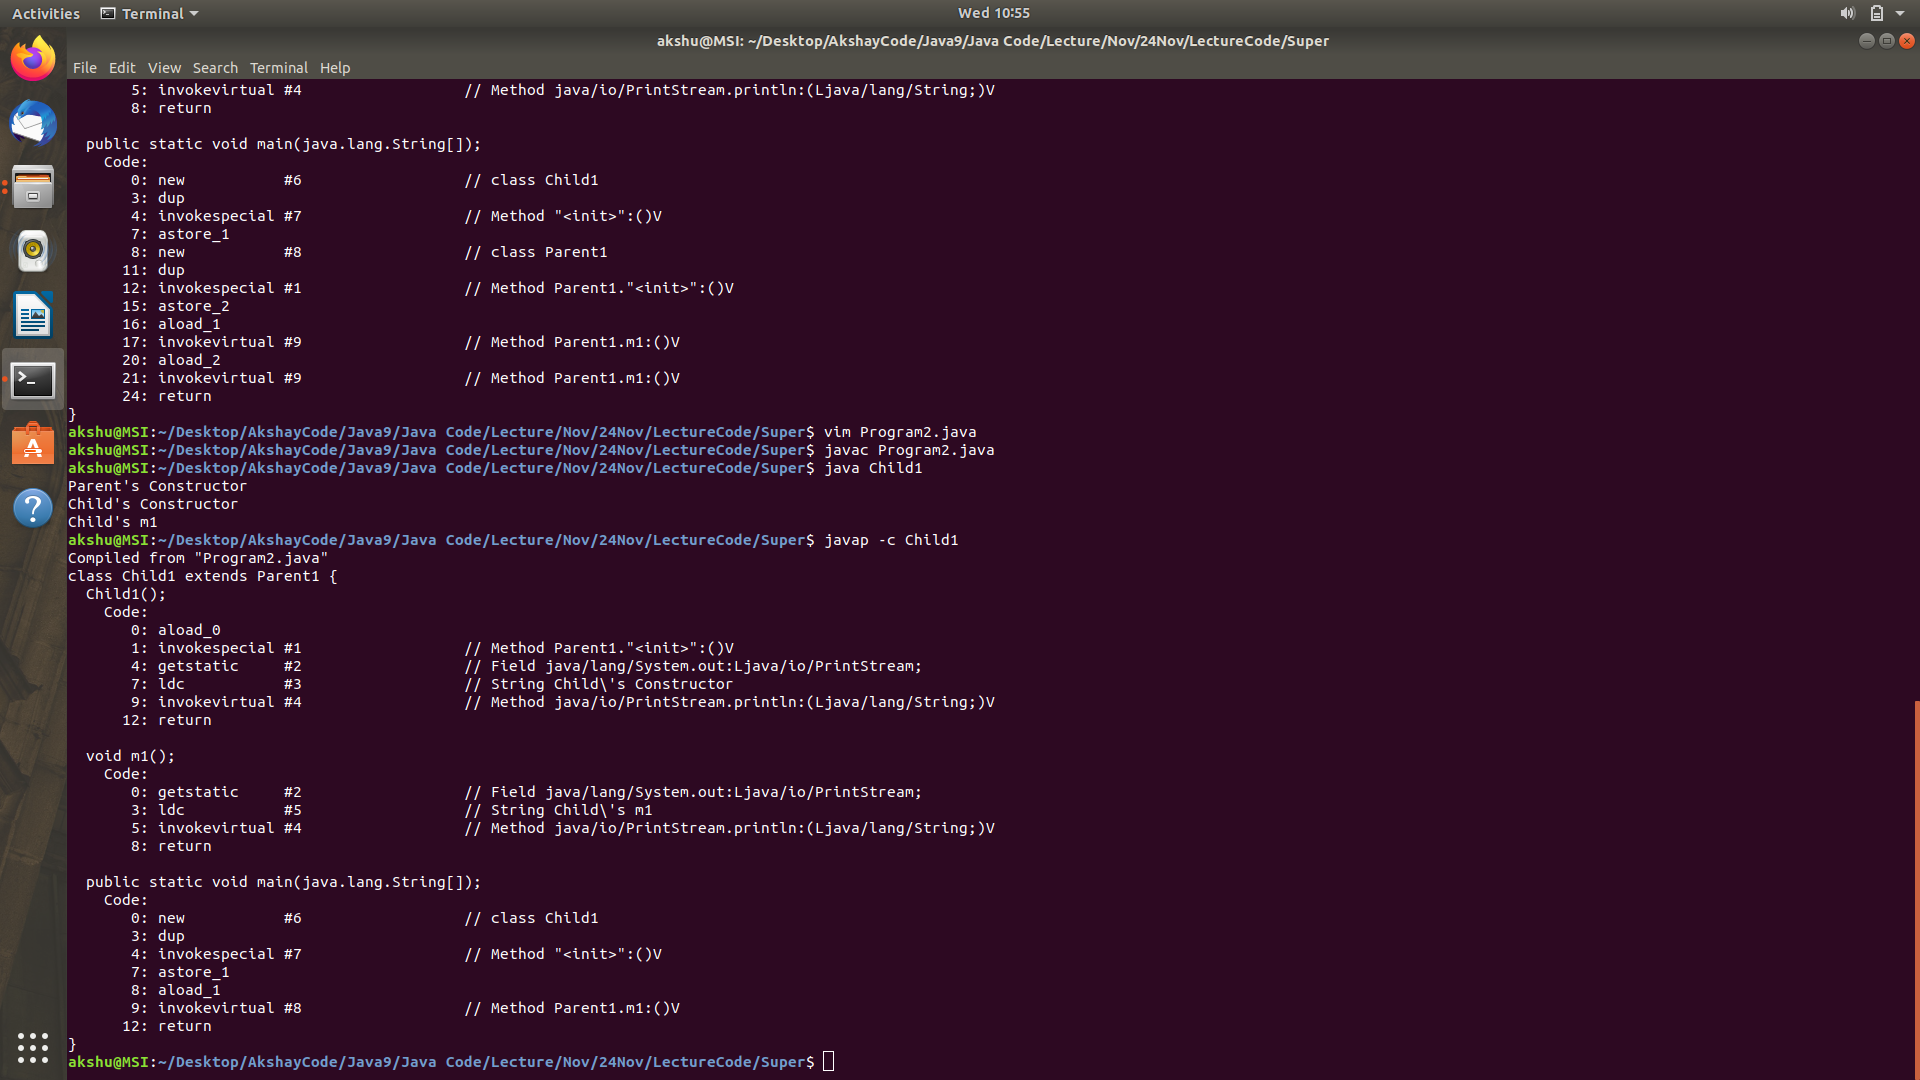 Activities
Terminal
Wed 10:55
akshu@MSI: ~/Desktop/AkshayCode/Java9/Java Code/Lecture/Nov/24Nov/LectureCode/Super
File Edit View Search Terminal Help
5: invokevirtual #4 // Method java/io/PrintStream.println:(Ljava/lang/String;)V
8: return
public static void main(java.lang.String[]);
Code:
0: new #6 // class Child1
3: dup
4: invokespecial #7 // Method "<init>":()V
7: astore_1
8: new #8 // class Parent1
11: dup
12: invokespecial #1 // Method Parent1."<init>":()V
15: astore_2
16: aload_1
17: invokevirtual #9 // Method Parent1.m1:()V
20: aload_2
21: invokevirtual #9 // Method Parent1.m1:()V
24: return
}
akshu@MSI:~/Desktop/AkshayCode/Java9/Java Code/Lecture/Nov/24Nov/LectureCode/Super$ vim Program2.java
akshu@MSI:~/Desktop/AkshayCode/Java9/Java Code/Lecture/Nov/24Nov/LectureCode/Super$ javac Program2.java
akshu@MSI:~/Desktop/AkshayCode/Java9/Java Code/Lecture/Nov/24Nov/LectureCode/Super$ java Child1
Parent's Constructor
Child's Constructor
Child's m1
akshu@MSI:~/Desktop/AkshayCode/Java9/Java Code/Lecture/Nov/24Nov/LectureCode/Super$ javap -c Child1
Compiled from "Program2.java"
class Child1 extends Parent1 {
Child1();
Code:
0: aload_0
1: invokespecial #1 // Method Parent1."<init>":()V
4: getstatic #2 // Field java/lang/System.out:Ljava/io/PrintStream;
7: ldc #3 // String Child\'s Constructor
9: invokevirtual #4 // Method java/io/PrintStream.println:(Ljava/lang/String;)V
12: return
void m1();
Code:
0: getstatic #2 // Field java/lang/System.out:Ljava/io/PrintStream;
3: ldc #5 // String Child\'s m1
5: invokevirtual #4 // Method java/io/PrintStream.println:(Ljava/lang/String;)V
8: return
public static void main(java.lang.String[]);
Code:
0: new #6 // class Child1
3: dup
4: invokespecial #7 // Method "<init>":()V
7: astore_1
8: aload_1
9: invokevirtual #8 // Method Parent1.m1:()V
12: return
}
akshu@MSI:~/Desktop/AkshayCode/Java9/Java Code/Lecture/Nov/24Nov/LectureCode/Super$